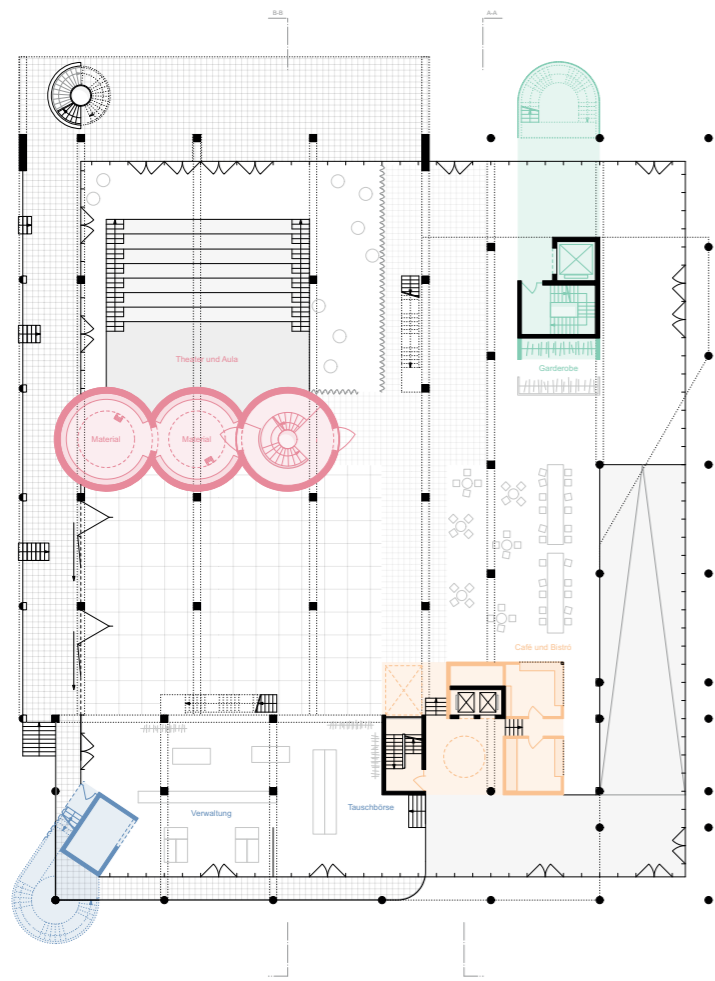 B-B
A-A
Theater und Aula
Garderobe
Material
Material
Café und Bistro
Verwaltung
Tauschbörse